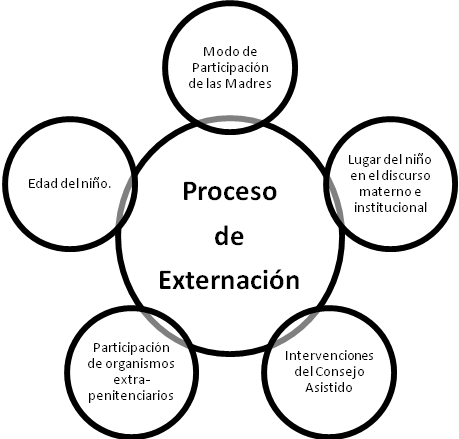 Modo de
Participación
de las Madres
Edad del niño.
Lugar del niño
en el discurso
materno e
institucional
Proceso
de
Externación
Participación
de organismos
extra-
penitenciarios
Intervenciones
del Consejo
Asistido